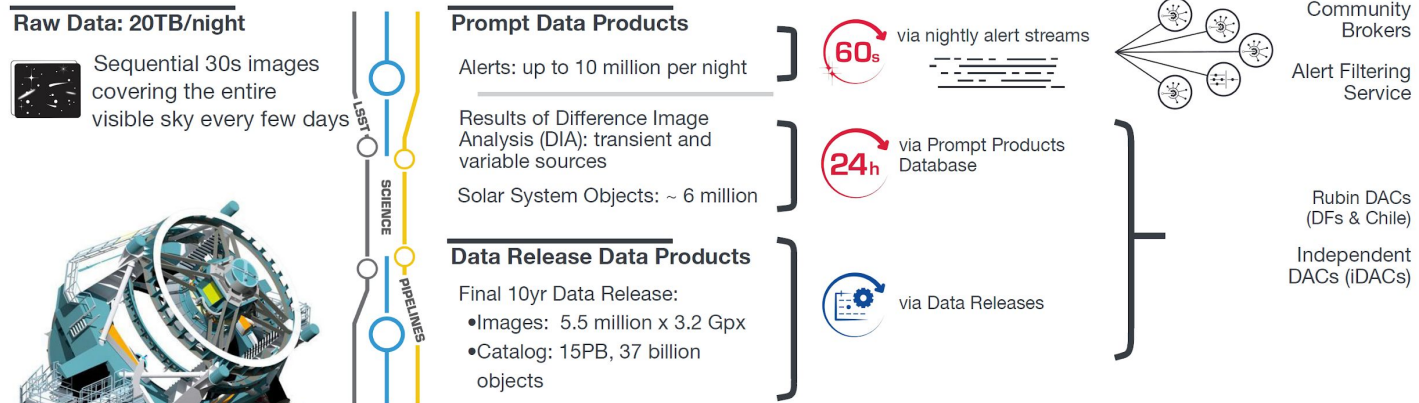 Raw Data: 20TB/night
Sequential 30s images
covering the entire
visible sky every few days
LSST
SCIENCE
PIPELINES
Prompt Data Products
Alerts: up to 10 million per night
Results of Difference Image
Analysis (DIA): transient and
variable sources
Solar System Objects: ~ 6 million
Data Release Data Products
Final 10yr Data Release:
•Images: 5.5 million x 3.2 Gpx
•Catalog: 15PB, 37 billion
objects
60s
via nightly alert streams
24h
via Prompt Products
Database
via Data Releases
Community
Brokers
Alert Filtering
Service
Rubin DACs
(DFs & Chile)
Independent
DACs (iDACs)